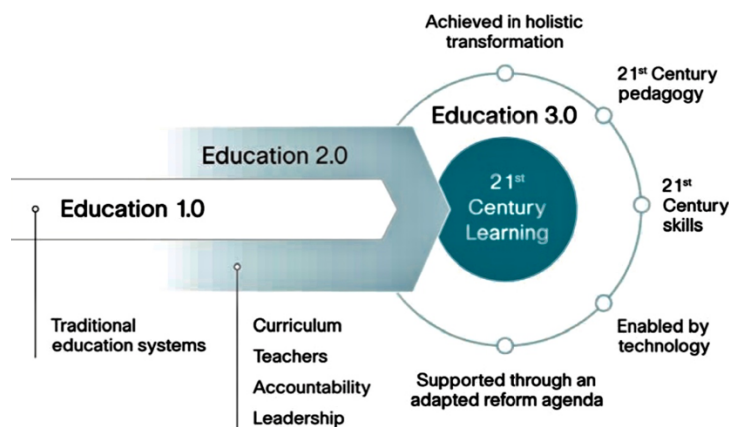 Achieved in holistic
transformation
21st Century
pedagogy
Education 3.0
Education 2.0
21st
Century
Learning
21st
Century
skills
Education 1.0
Traditional
education systems
Curriculum
Teachers
Accountability
Leadership
Enabled by
technology
Supported through an
adapted reform agenda